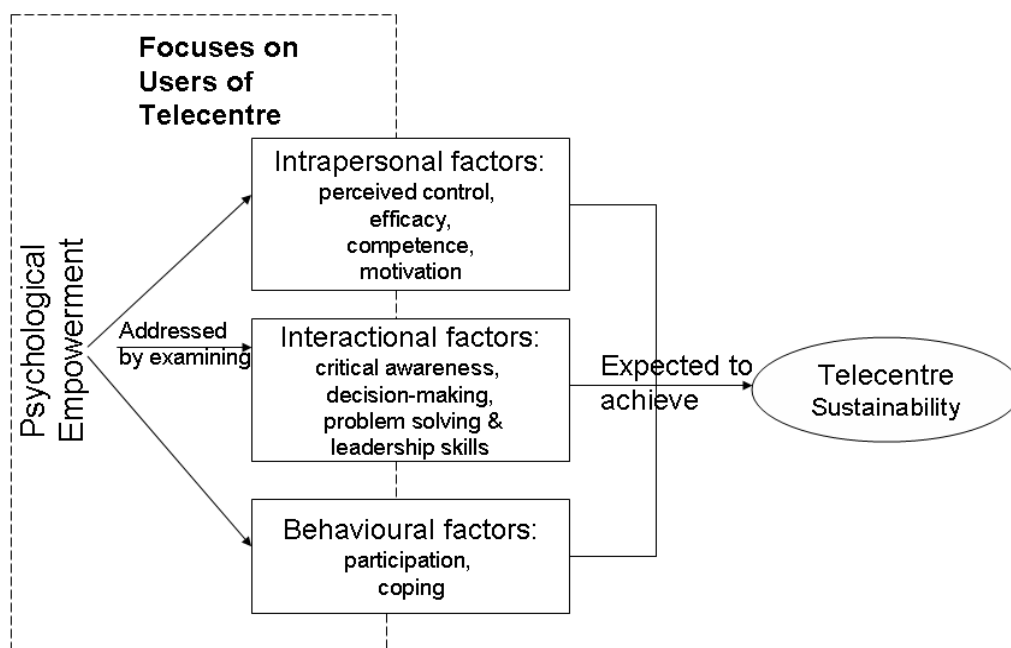 Focuses on
Users of
Telecentre
Psychological
Empowerment
Addressed
by examining
Intrapersonal factors:
perceived control,
efficacy,
competence,
motivation
Interactional factors:
critical awareness,
decision-making,
problem solving &
leadership skills
Behavioural factors:
participation,
coping
Expected to
achieve
Telecentre
Sustainability